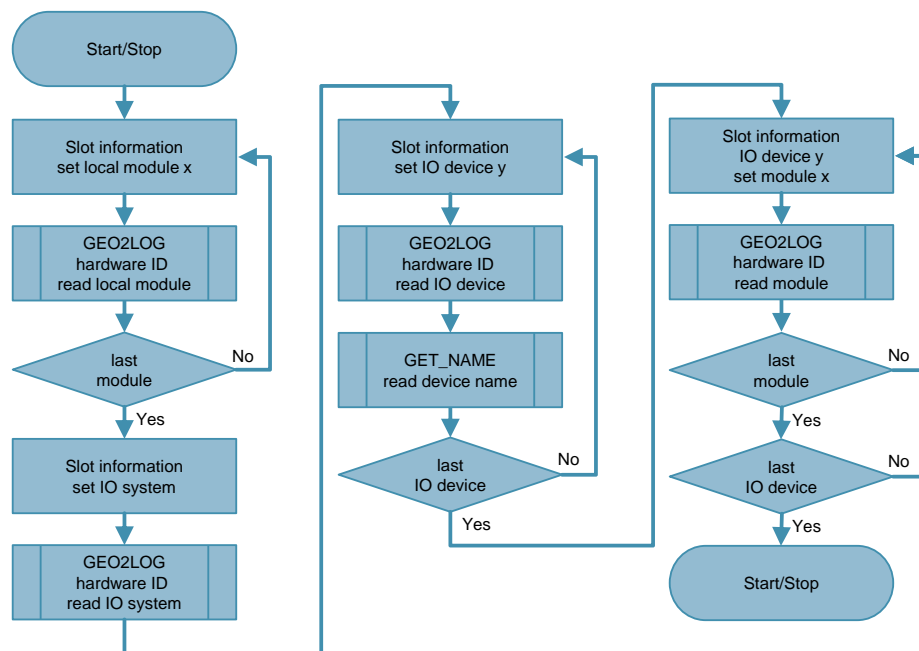 Start/Stop
Slot information
set local module x
GEO2LOG
hardware ID
read local module
last
module
No
Yes
Slot information
set IO system
GEO2LOG
hardware ID
read IO system
Slot information
set IO device y
GEO2LOG
hardware ID
read IO device
GET_NAME
read device name
last
IO device
No
Yes
Slot information
IO device y
set module x
GEO2LOG
hardware ID
read module
last
module
No
Yes
last
IO device
No
Yes
Start/Stop